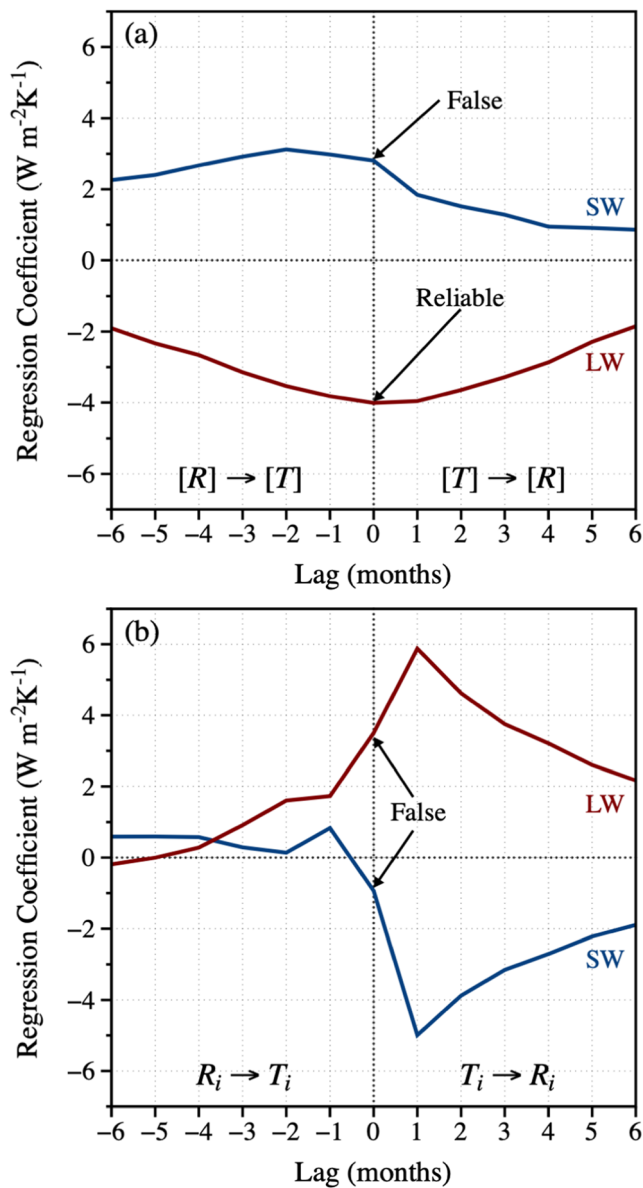 (a)
6
4
2
0
−2
−4
−6
Regression Coefficient (W m⁻²K⁻¹)
False
SW
Reliable
LW
[R] → [T]
[T] → [R]
−6 −5 −4 −3 −2 −1 0 1 2 3 4 5 6
Lag (months)
(b)
6
4
2
0
−2
−4
−6
Regression Coefficient (W m⁻²K⁻¹)
False
LW
SW
Rᵢ → Tᵢ
Tᵢ → Rᵢ
−6 −5 −4 −3 −2 −1 0 1 2 3 4 5 6
Lag (months)